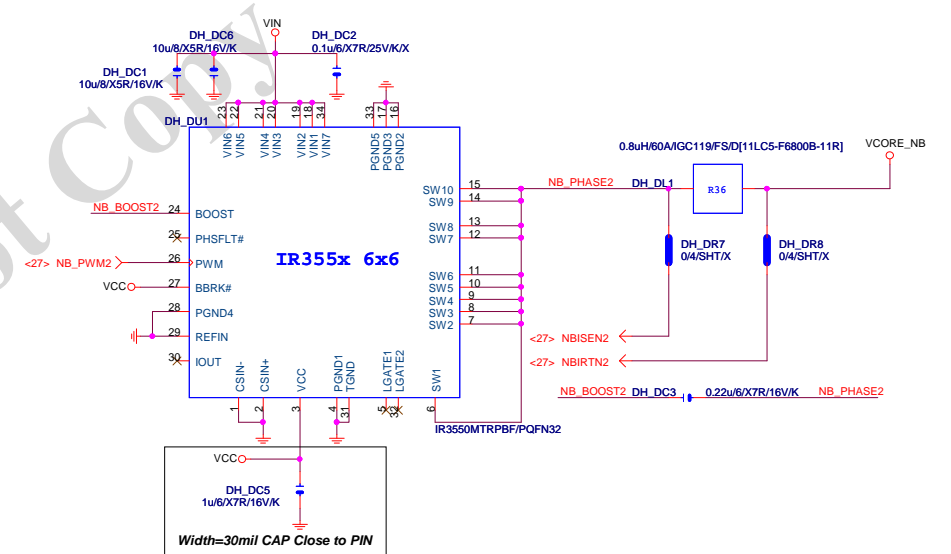 ot Copy
VIN
DH_DC6
10u/8/X5R/16V/K
DH_DC2
0.1u/6/X7R/25V/K/X
DH_DC1
10u/8/X5R/16V/K
DH_DU1
23 22 21 20 19 18 34 33 17 16
VIN6 VIN5 VIN4 VIN3 VIN2 VIN1 VIN7 PGND5 PGND3 PGND2
0.8uH/60A/IGC119/FS/D[11LC5-F6800B-11R]
VCORE_NB
NB_PHASE2
DH_DL1
R36
SW10 15
SW9 14
SW8 13
SW7 12
SW6 11
SW5 10
SW4 9
SW3 8
SW2 7
NB_BOOST2 24 BOOST
25 PHSFLT#
<27> NB_PWM2 26 PWM
VCC 27 BBRK#
28 PGND4
29 REFIN
30 IOUT
IR355x 6x6
DH_DR7
0/4/SHT/X
DH_DR8
0/4/SHT/X
<27> NBISEN2
<27> NBIRTN2
CSIN- CSIN+ VCC PGND1 TGND LGATE1 LGATE2 SW1
1 2 3 4 31 5 32 6
IR3550MTRPBF/PQFN32
NB_BOOST2 DH_DC3 0.22u/6/X7R/16V/K NB_PHASE2
VCC
DH_DC5
1u/6/X7R/16V/K
Width=30mil CAP Close to PIN